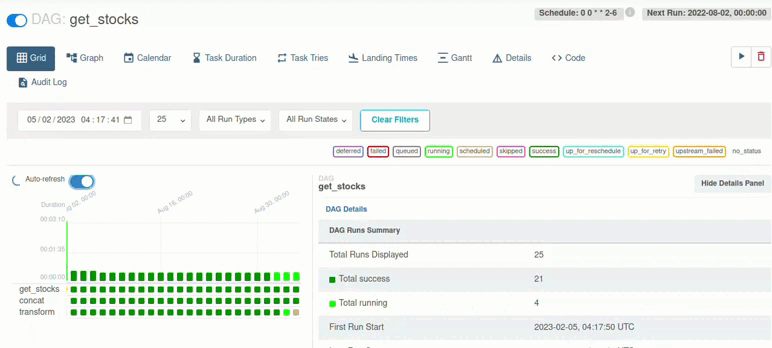 DAG: get_stocks
Schedule: 0 0 * * 2-6
Next Run: 2022-08-02, 00:00:00
Grid
Graph
Calendar
Task Duration
Task Tries
Landing Times
Gantt
Details
Code
Audit Log
05/02/2023 04:17:41
25
All Run Types
All Run States
Clear Filters
deferred failed queued running scheduled skipped success up_for_reschedule up_for_retry upstream_failed no_status
Auto-refresh
Duration
02, 00:00
Aug 16, 00:00
Aug 30, 00:00
00:03:10
00:01:35
00:00:00
get_stocks
concat
transform
DAG
get_stocks
Hide Details Panel
DAG Details
DAG Runs Summary
Total Runs Displayed 25
Total success 21
Total running 4
First Run Start 2023-02-05, 04:17:50 UTC